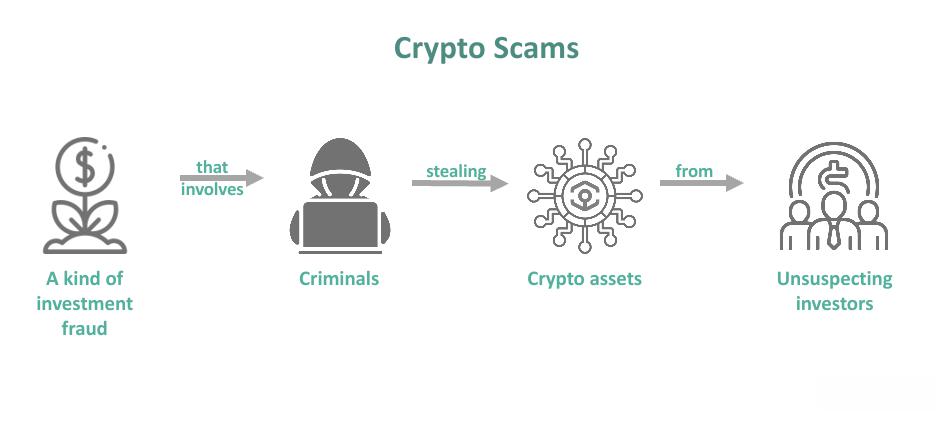 Crypto Scams
that
involves
stealing
from
A kind of
investment
fraud
Criminals
Crypto assets
Unsuspecting
investors